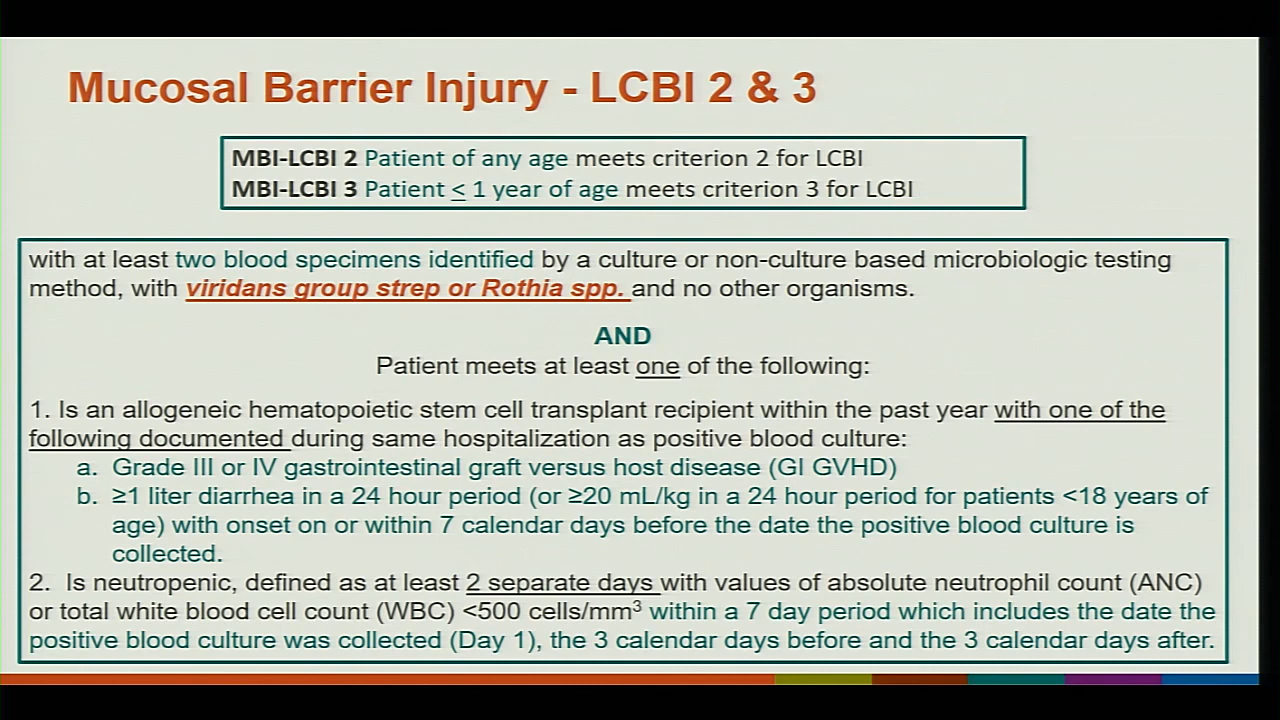 Mucosal Barrier Injury - LCBI 2 & 3
MBI-LCBI 2 Patient of any age meets criterion 2 for LCBI
MBI-LCBI 3 Patient ≤ 1 year of age meets criterion 3 for LCBI
with at least two blood specimens identified by a culture or non-culture based microbiologic testing
method, with viridans group strep or Rothia spp. and no other organisms.
AND
Patient meets at least one of the following:
1. Is an allogeneic hematopoietic stem cell transplant recipient within the past year with one of the
following documented during same hospitalization as positive blood culture:
a. Grade III or IV gastrointestinal graft versus host disease (GI GVHD)
b. ≥1 liter diarrhea in a 24 hour period (or ≥20 mL/kg in a 24 hour period for patients <18 years of
age) with onset on or within 7 calendar days before the date the positive blood culture is
collected.
2. Is neutropenic, defined as at least 2 separate days with values of absolute neutrophil count (ANC)
or total white blood cell count (WBC) <500 cells/mm³ within a 7 day period which includes the date the
positive blood culture was collected (Day 1), the 3 calendar days before and the 3 calendar days after.